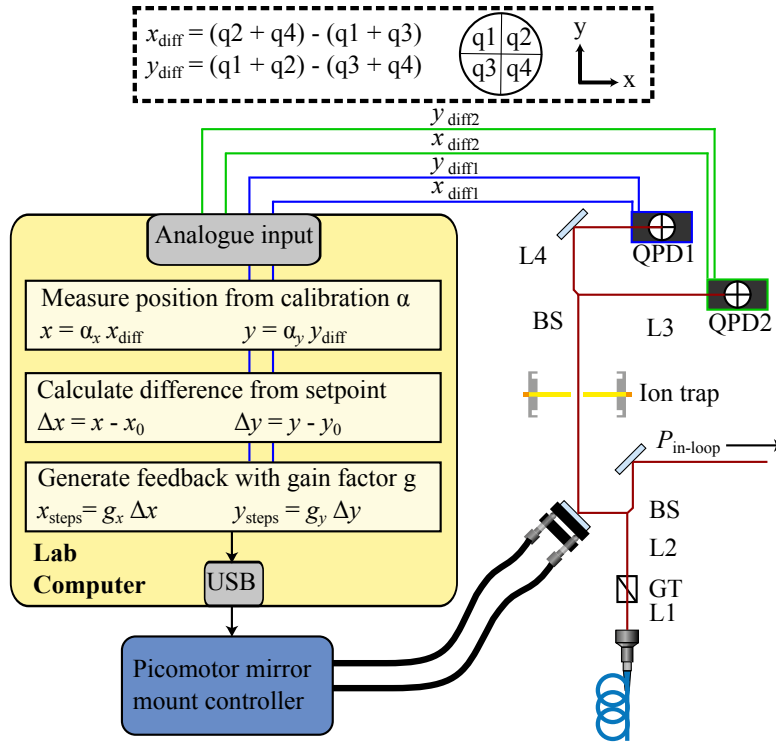 x_diff = (q2 + q4) - (q1 + q3)
y_diff = (q1 + q2) - (q3 + q4)
q1 q2
q3 q4
y
x
y_diff2
x_diff2
y_diff1
x_diff1
Analogue input
Measure position from calibration α
x = α_x x_diff y = α_y y_diff
Calculate difference from setpoint
Δx = x - x_0 Δy = y - y_0
Generate feedback with gain factor g
x_steps = g_x Δx y_steps = g_y Δy
Lab
Computer
USB
Picomotor mirror
mount controller
QPD1
L4
QPD2
BS
L3
Ion trap
P_in-loop
BS
L2
GT
L1